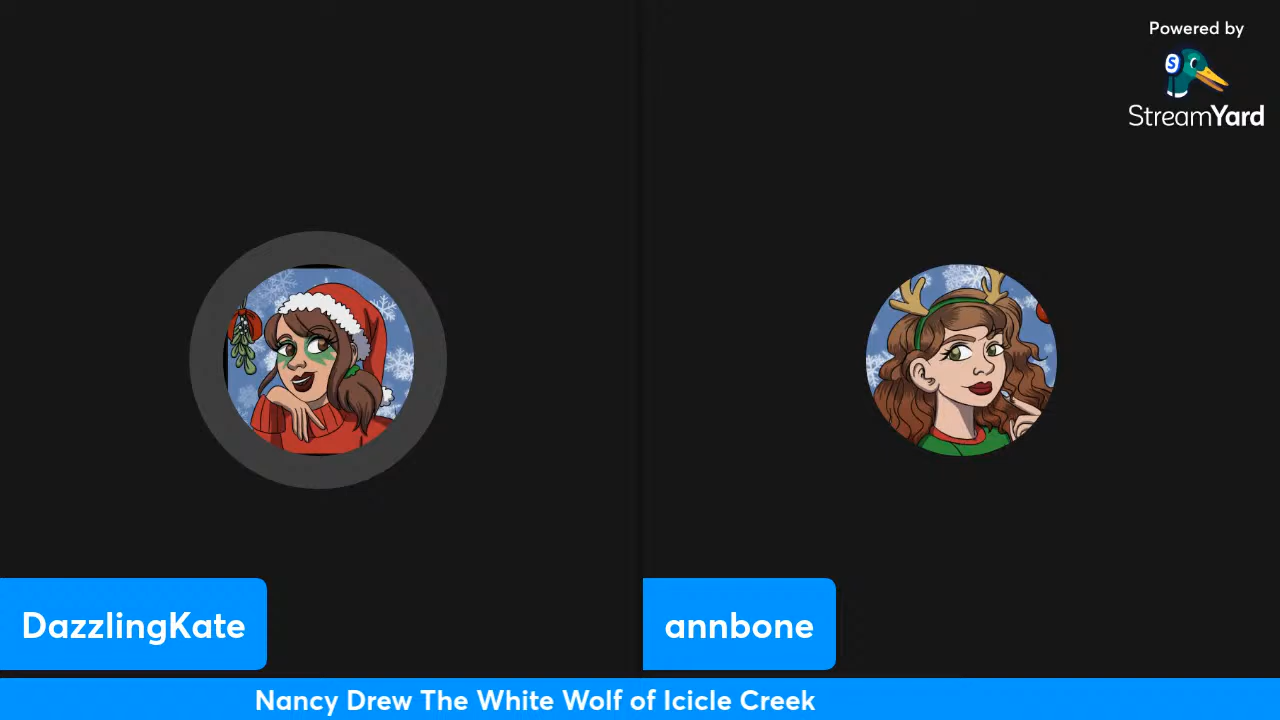 Powered by
S
StreamYard
DazzlingKate
annbone
Nancy Drew The White Wolf of Icicle Creek